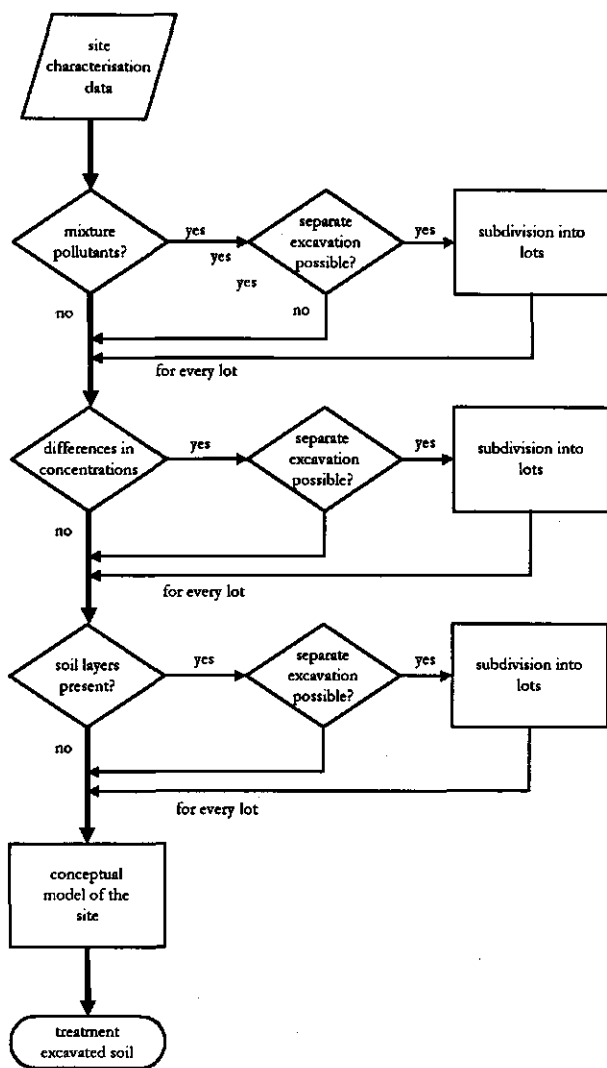 site
characterisation
data
mixture
pollutants?
yes
yes
yes
separate
excavation
possible?
yes
subdivision into
lots
no
no
for every lot
differences in
concentrations
yes
separate
excavation
possible?
yes
subdivision into
lots
no
for every lot
soil layers
present?
yes
separate
excavation
possible?
yes
subdivision into
lots
no
for every lot
conceptual
model of the
site
treatment
excavated soil